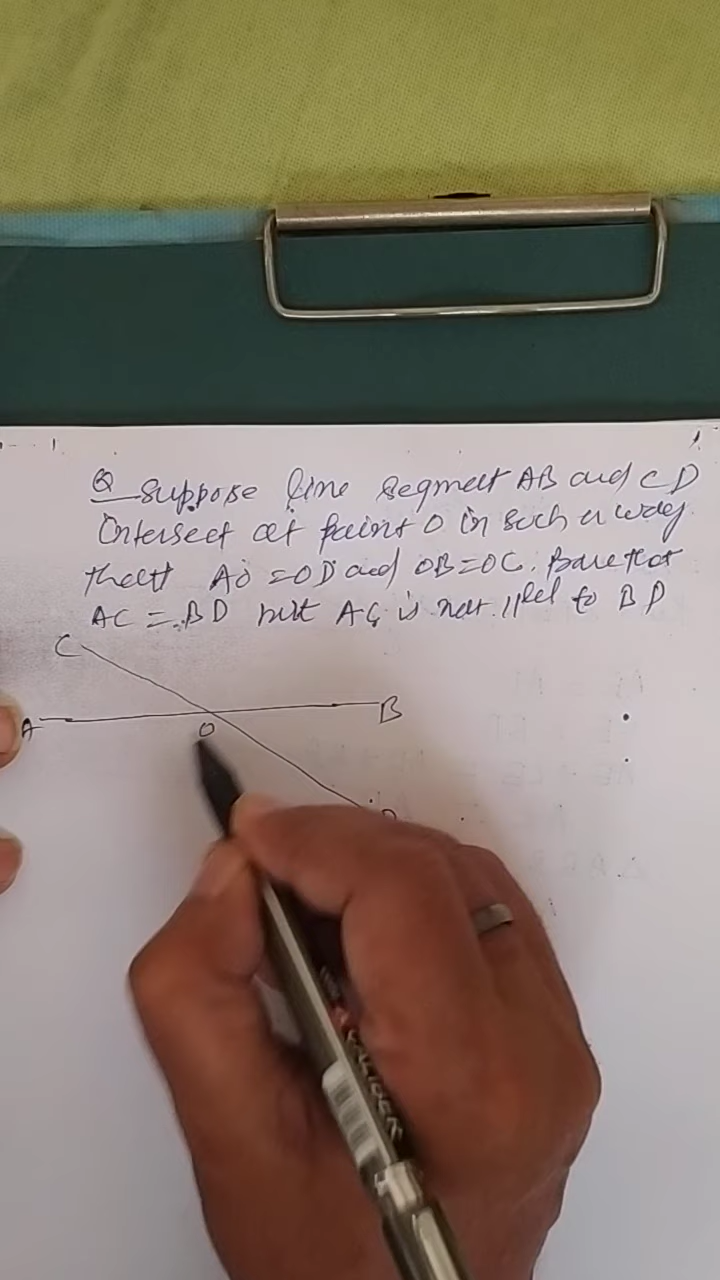 Q Suppose line segment AB and CD
intersect at point O in such a way
that AO = OD and OB = OC. Prove that
AC = BD but AC is not ||lel to BD
C
A B
O
D